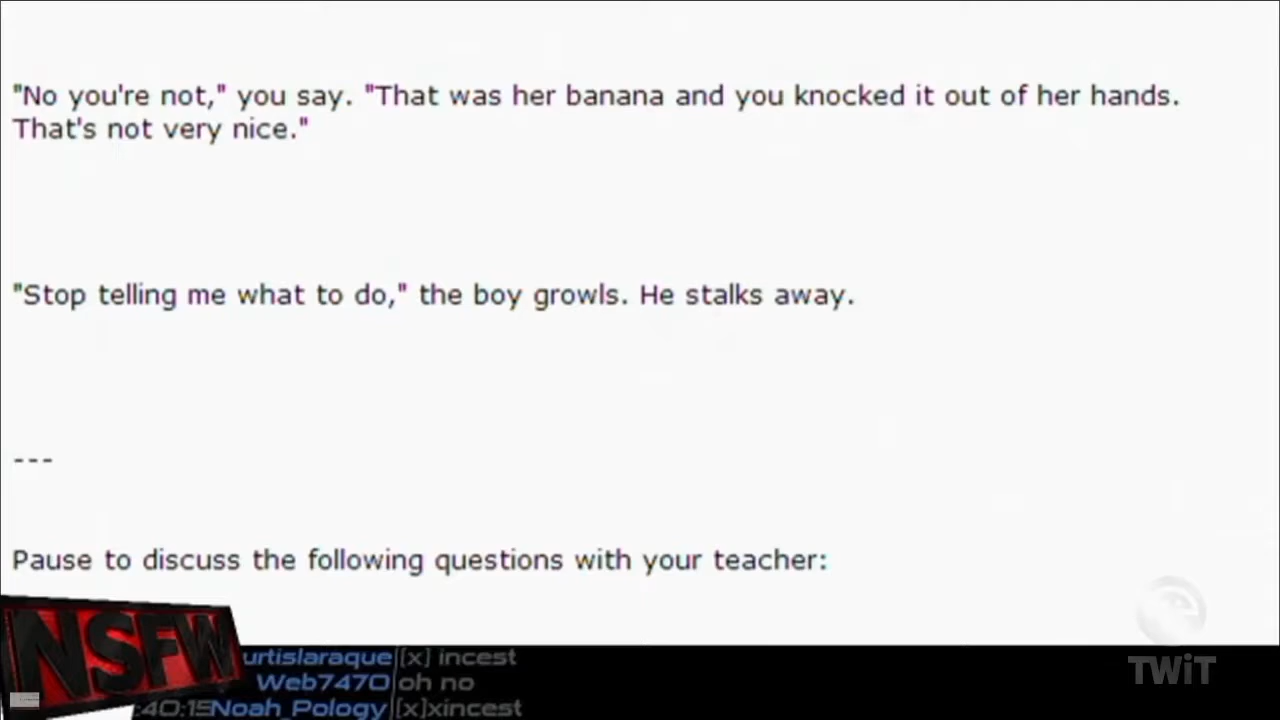 "No you're not," you say. "That was her banana and you knocked it out of her hands.
That's not very nice."
"Stop telling me what to do," the boy growls. He stalks away.
---
Pause to discuss the following questions with your teacher:
NSFW
urtislaraque [x] incest
Web7470 oh no
:40:15 Noah_Pology [x]xincest
TWiT